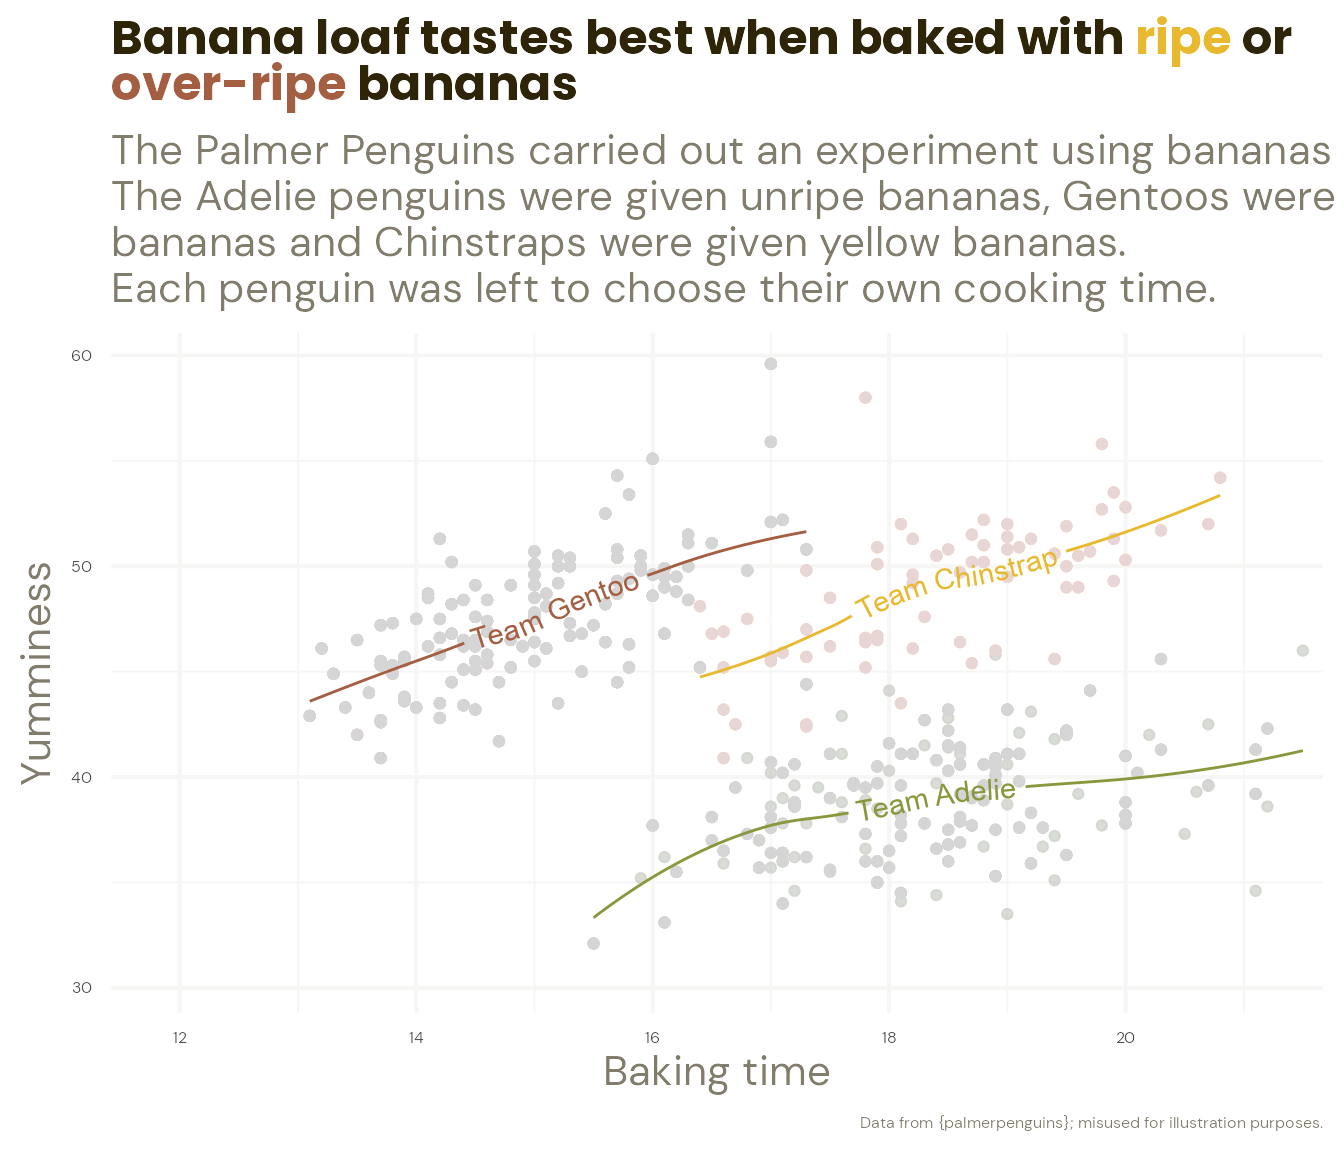 Banana loaf tastes best when baked with ripe or
over-ripe bananas
The Palmer Penguins carried out an experiment using bananas
The Adelie penguins were given unripe bananas, Gentoos were
bananas and Chinstraps were given yellow bananas.
Each penguin was left to choose their own cooking time.
60
50
40
30
Yumminess
Team Gentoo
Team Chinstrap
Team Adelie
12
14
16
18
20
Baking time
Data from {palmerpenguins}; misused for illustration purposes.